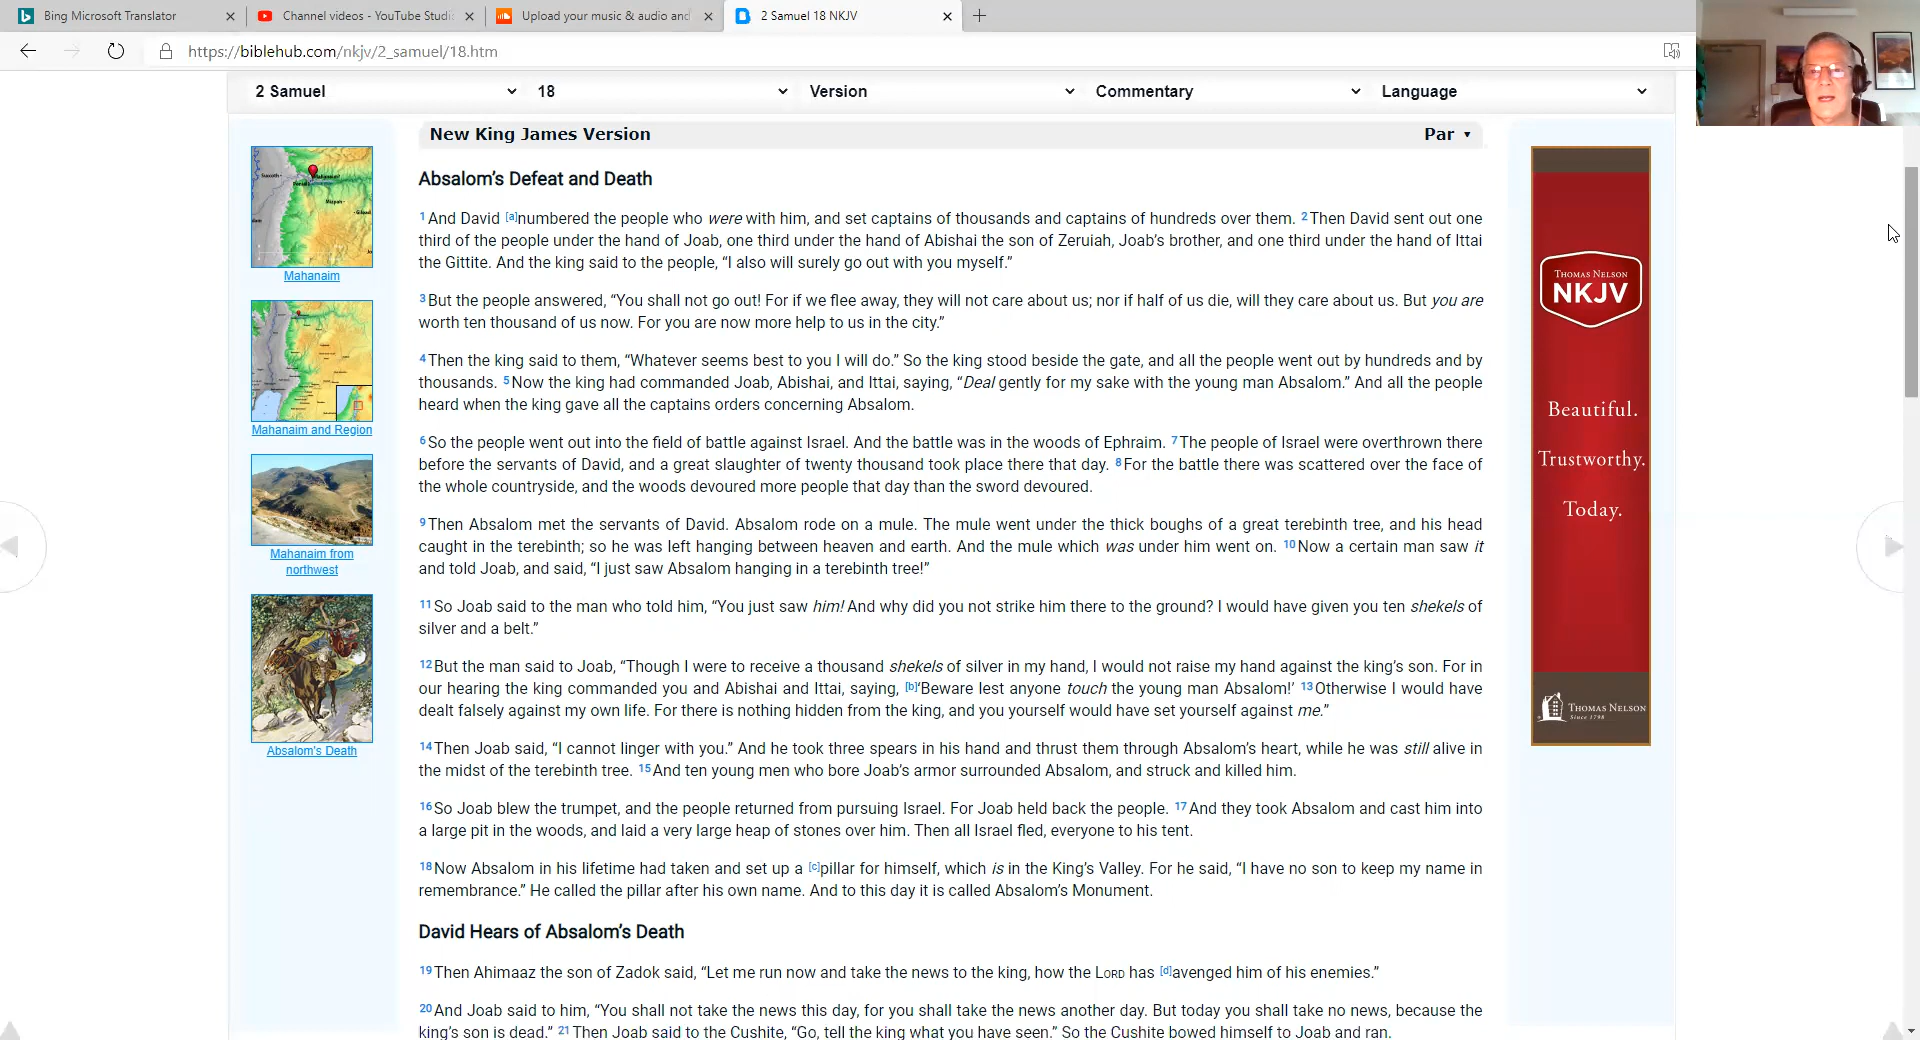 Bing Microsoft Translator
Channel videos - YouTube Studi
Upload your music & audio and
2 Samuel 18 NKJV
https://biblehub.com/nkjv/2_samuel/18.htm
2 Samuel 18 Version Commentary Language
New King James Version Par
Mahanaim
Mahanaim and Region
Mahanaim from
northwest
Absalom's Death
Absalom’s Defeat and Death
1 And David [a]numbered the people who were with him, and set captains of thousands and captains of hundreds over them. 2 Then David sent out one
third of the people under the hand of Joab, one third under the hand of Abishai the son of Zeruiah, Joab’s brother, and one third under the hand of Ittai
the Gittite. And the king said to the people, “I also will surely go out with you myself.”
3 But the people answered, “You shall not go out! For if we flee away, they will not care about us; nor if half of us die, will they care about us. But you are
worth ten thousand of us now. For you are now more help to us in the city.”
4 Then the king said to them, “Whatever seems best to you I will do.” So the king stood beside the gate, and all the people went out by hundreds and by
thousands. 5 Now the king had commanded Joab, Abishai, and Ittai, saying, “Deal gently for my sake with the young man Absalom.” And all the people
heard when the king gave all the captains orders concerning Absalom.
6 So the people went out into the field of battle against Israel. And the battle was in the woods of Ephraim. 7 The people of Israel were overthrown there
before the servants of David, and a great slaughter of twenty thousand took place there that day. 8 For the battle there was scattered over the face of
the whole countryside, and the woods devoured more people that day than the sword devoured.
9 Then Absalom met the servants of David. Absalom rode on a mule. The mule went under the thick boughs of a great terebinth tree, and his head
caught in the terebinth; so he was left hanging between heaven and earth. And the mule which was under him went on. 10 Now a certain man saw it
and told Joab, and said, “I just saw Absalom hanging in a terebinth tree!”
11 So Joab said to the man who told him, “You just saw him! And why did you not strike him there to the ground? I would have given you ten shekels of
silver and a belt.”
12 But the man said to Joab, “Though I were to receive a thousand shekels of silver in my hand, I would not raise my hand against the king’s son. For in
our hearing the king commanded you and Abishai and Ittai, saying, [b]‘Beware lest anyone touch the young man Absalom!’ 13 Otherwise I would have
dealt falsely against my own life. For there is nothing hidden from the king, and you yourself would have set yourself against me.”
14 Then Joab said, “I cannot linger with you.” And he took three spears in his hand and thrust them through Absalom’s heart, while he was still alive in
the midst of the terebinth tree. 15 And ten young men who bore Joab’s armor surrounded Absalom, and struck and killed him.
16 So Joab blew the trumpet, and the people returned from pursuing Israel. For Joab held back the people. 17 And they took Absalom and cast him into
a large pit in the woods, and laid a very large heap of stones over him. Then all Israel fled, everyone to his tent.
18 Now Absalom in his lifetime had taken and set up a [c]pillar for himself, which is in the King’s Valley. For he said, “I have no son to keep my name in
remembrance.” He called the pillar after his own name. And to this day it is called Absalom’s Monument.
David Hears of Absalom’s Death
19 Then Ahimaaz the son of Zadok said, “Let me run now and take the news to the king, how the LORD has [d]avenged him of his enemies.”
20 And Joab said to him, “You shall not take the news this day, for you shall take the news another day. But today you shall take no news, because the
king’s son is dead.” 21 Then Joab said to the Cushite, “Go, tell the king what you have seen.” So the Cushite bowed himself to Joab and ran.
THOMAS NELSON
NKJV
Beautiful.
Trustworthy.
Today.
THOMAS NELSON
Since 1798